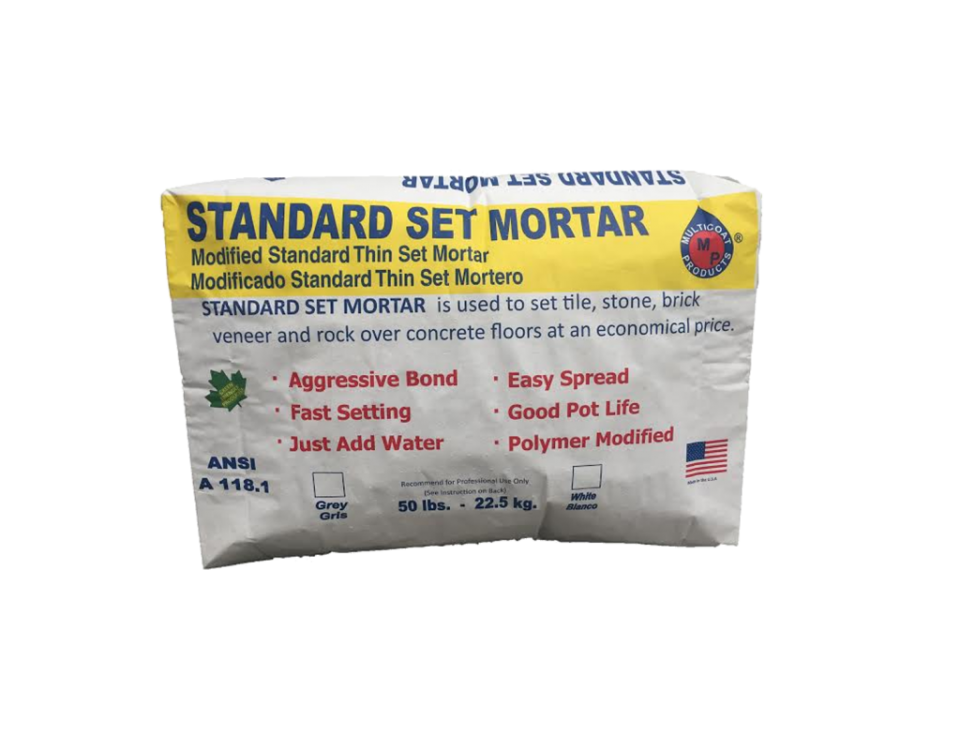 STANDARD SET MORTAR
STANDARD SET MORTAR
Modified Standard Thin Set Mortar
Modificado Standard Thin Set Mortero
MULTICOAT
MP
PRODUCTS
®
STANDARD SET MORTAR is used to set tile, stone, brick
veneer and rock over concrete floors at an economical price.
· Aggressive Bond
· Easy Spread
· Fast Setting
· Good Pot Life
· Just Add Water
· Polymer Modified
ANSI
A 118.1
Grey
Gris
Recommend for Professional Use Only
(See Instruction on Back)
50 lbs. - 22.5 kg.
White
Blanco
Made in the U.S.A